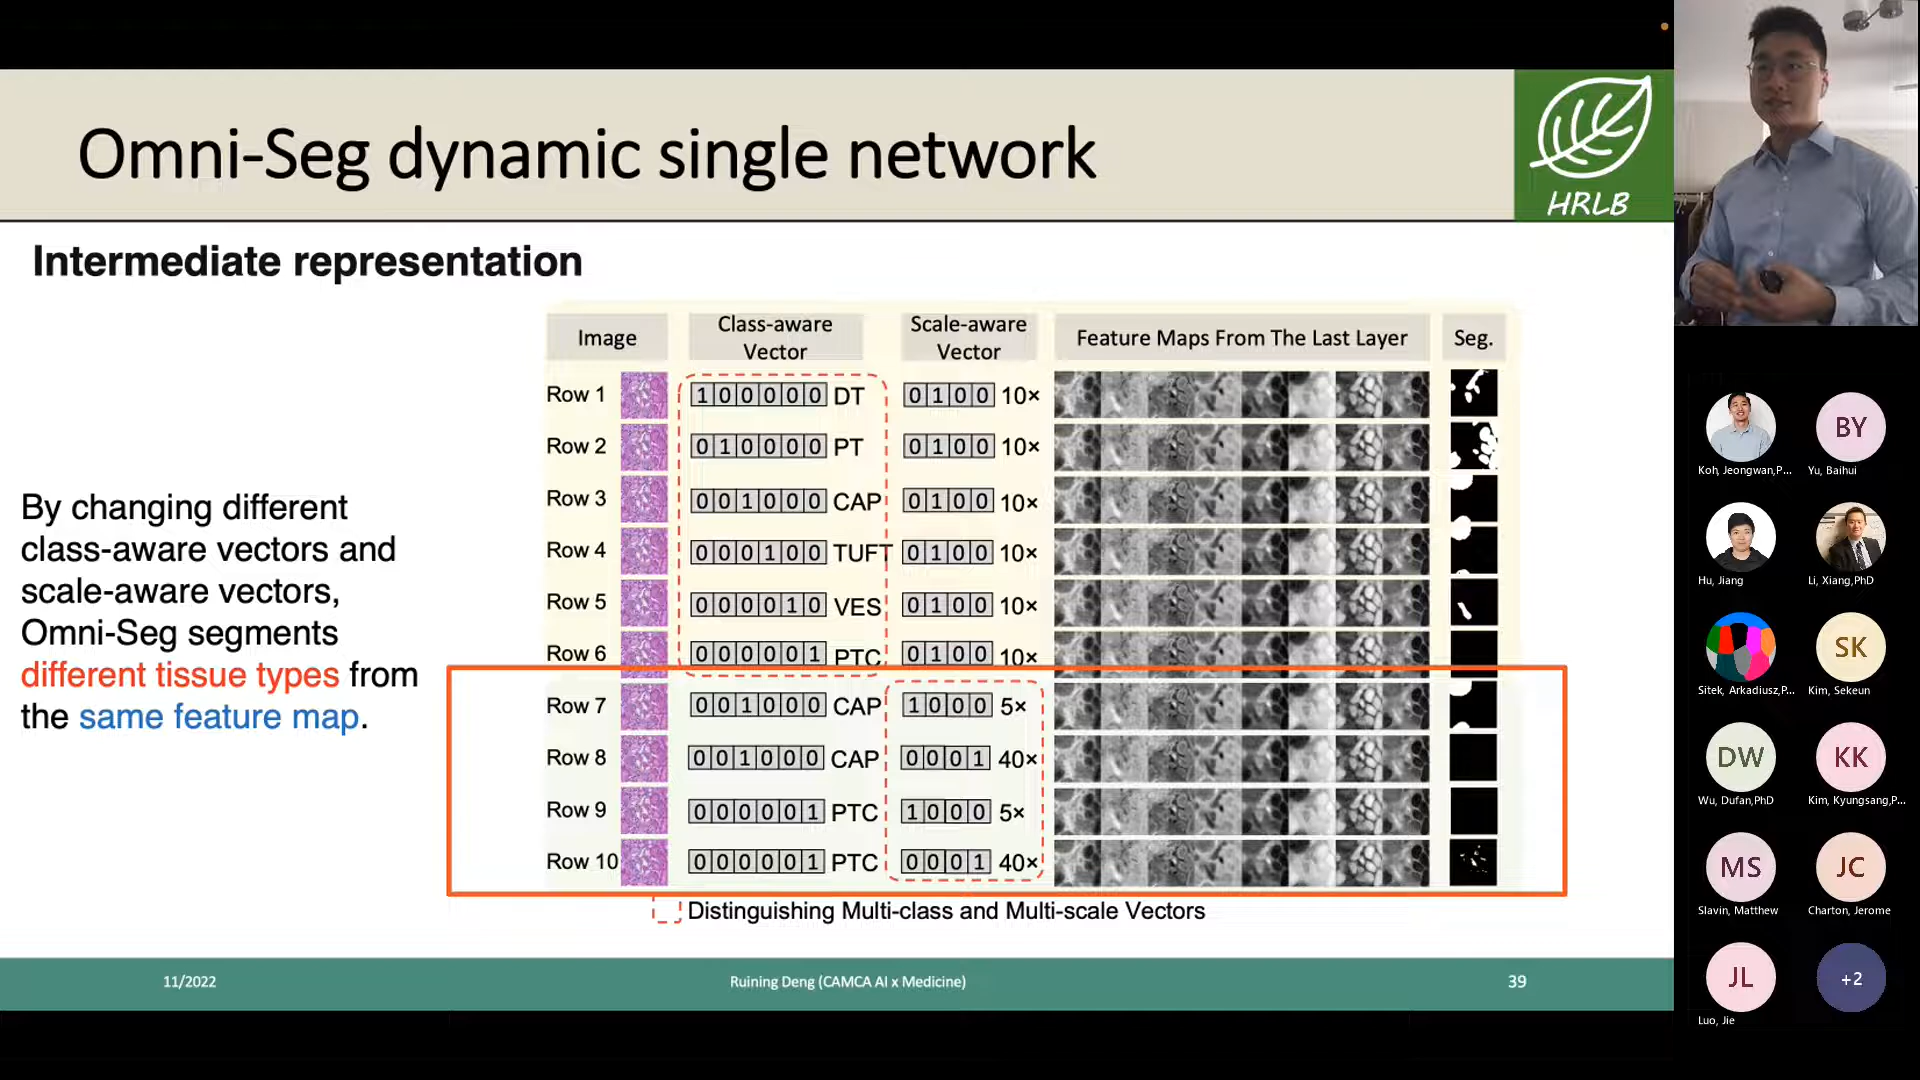 Omni-Seg dynamic single network
HRLB
Intermediate representation
By changing different
class-aware vectors and
scale-aware vectors,
Omni-Seg segments
different tissue types from
the same feature map.
Image
Class-aware
Vector
Scale-aware
Vector
Feature Maps From The Last Layer
Seg.
Row 1 1 0 0 0 0 0 DT 0 1 0 0 10×
Row 2 0 1 0 0 0 0 PT 0 1 0 0 10×
Row 3 0 0 1 0 0 0 CAP 0 1 0 0 10×
Row 4 0 0 0 1 0 0 TUFT 0 1 0 0 10×
Row 5 0 0 0 0 1 0 VES 0 1 0 0 10×
Row 6 0 0 0 0 0 1 PTC 0 1 0 0 10×
Row 7 0 0 1 0 0 0 CAP 1 0 0 0 5×
Row 8 0 0 1 0 0 0 CAP 0 0 0 1 40×
Row 9 0 0 0 0 0 1 PTC 1 0 0 0 5×
Row 10 0 0 0 0 0 1 PTC 0 0 0 1 40×
Distinguishing Multi-class and Multi-scale Vectors
11/2022
Ruining Deng (CAMCA AI x Medicine)
39
BY
Koh, Jeongwan,P...
Yu, Baihui
Hu, Jiang
Li, Xiang,PhD
SK
Sitek, Arkadiusz,P...
Kim, Sekeun
DW
KK
Wu, Dufan,PhD
Kim, Kyungsang,P...
MS
JC
Slavin, Matthew
Charton, Jerome
JL
+2
Luo, Jie